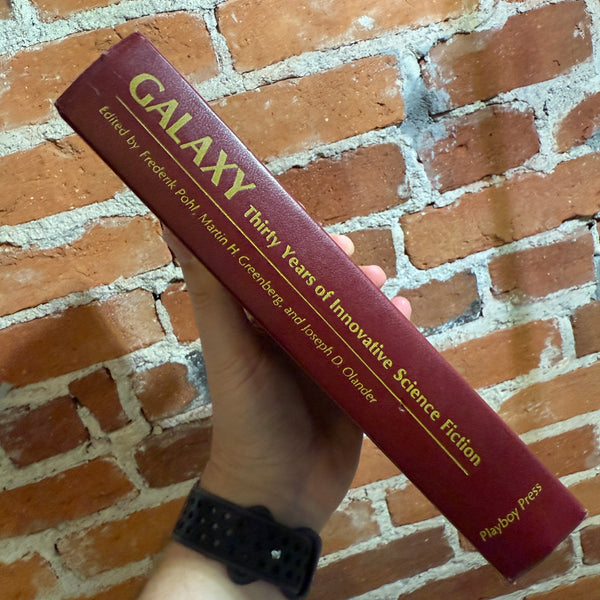 GALAXY Thirty Years of Innovative Science Fiction
Edited by Frederik Pohl, Martin H. Greenberg, and Joseph D. Olander
Playboy Press